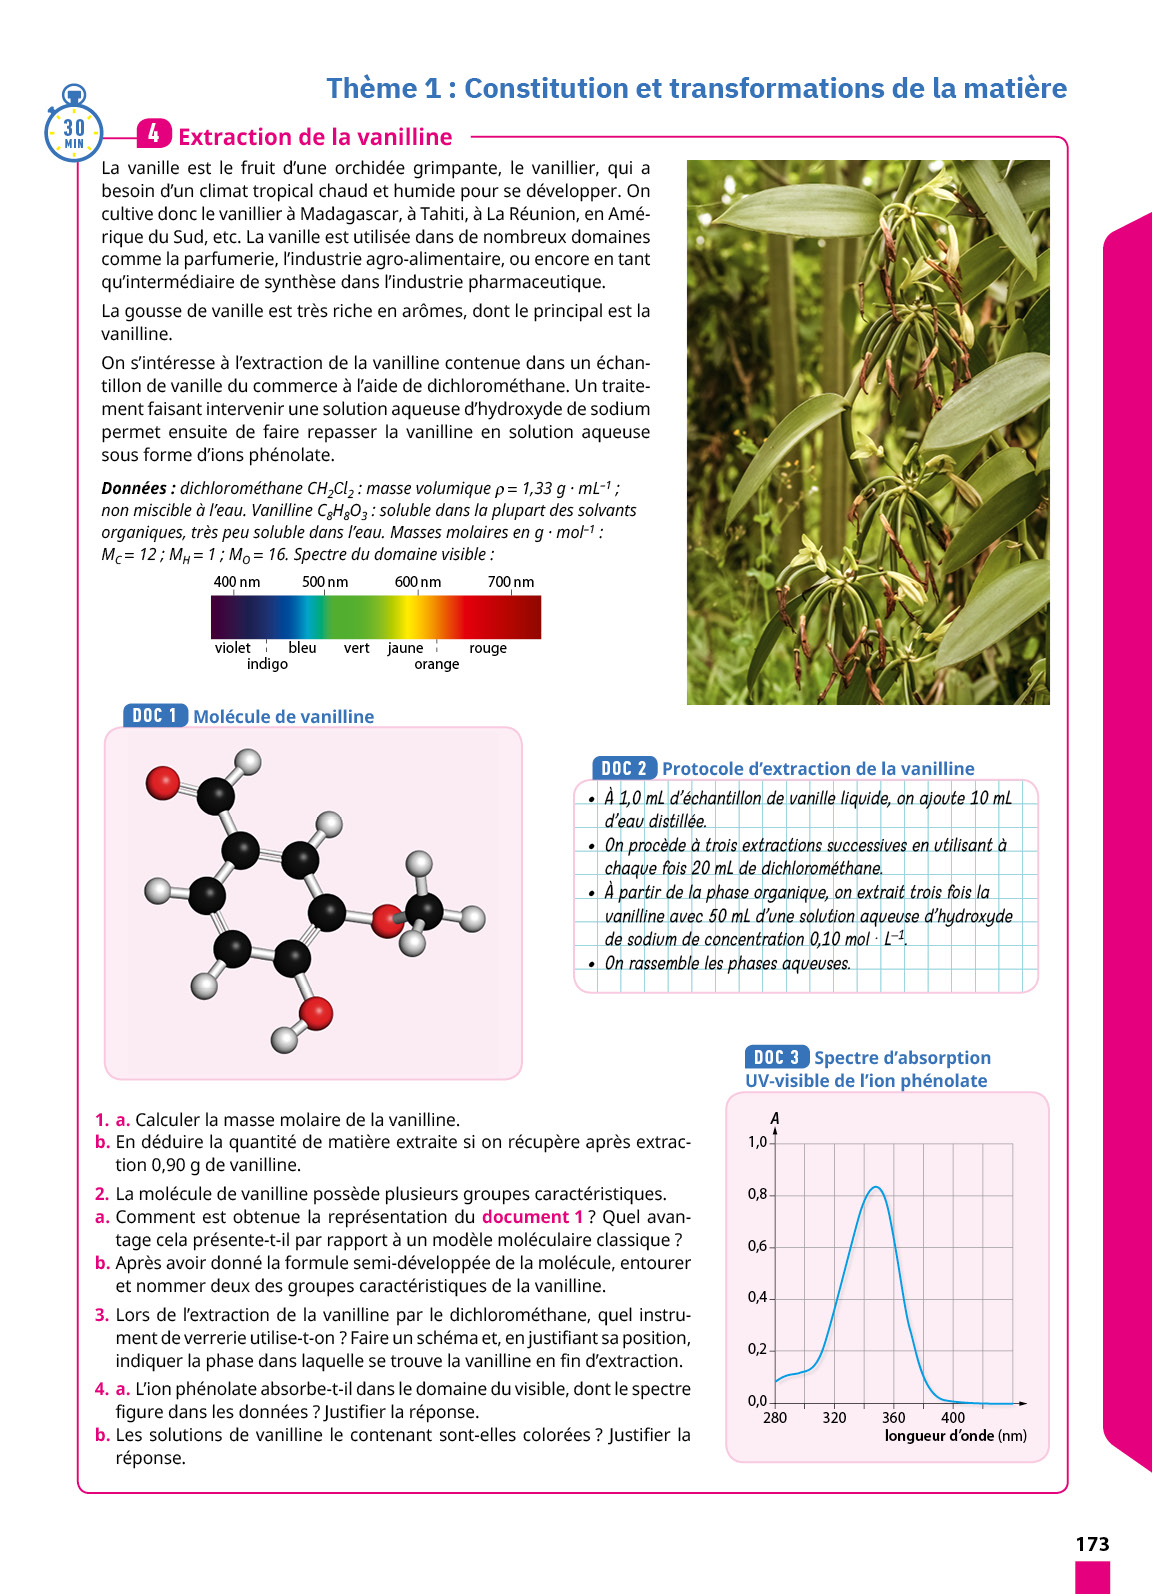 Thème 1 : Constitution et transformations de la matière
30
MIN
4 Extraction de la vanilline
La vanille est le fruit d’une orchidée grimpante, le vanillier, qui a
besoin d’un climat tropical chaud et humide pour se développer. On
cultive donc le vanillier à Madagascar, à Tahiti, à La Réunion, en Amé-
rique du Sud, etc. La vanille est utilisée dans de nombreux domaines
comme la parfumerie, l’industrie agro-alimentaire, ou encore en tant
qu’intermédiaire de synthèse dans l’industrie pharmaceutique.
La gousse de vanille est très riche en arômes, dont le principal est la
vanilline.
On s’intéresse à l’extraction de la vanilline contenue dans un échan-
tillon de vanille du commerce à l’aide de dichlorométhane. Un traite-
ment faisant intervenir une solution aqueuse d’hydroxyde de sodium
permet ensuite de faire repasser la vanilline en solution aqueuse
sous forme d’ions phénolate.
Données : dichlorométhane CH₂Cl₂ : masse volumique ρ = 1,33 g · mL⁻¹ ;
non miscible à l’eau. Vanilline C₈H₈O₃ : soluble dans la plupart des solvants
organiques, très peu soluble dans l’eau. Masses molaires en g · mol⁻¹ :
M_C = 12 ; M_H = 1 ; M_O = 16. Spectre du domaine visible :
400 nm 500 nm 600 nm 700 nm
violet bleu vert jaune rouge
indigo orange
DOC 1 Molécule de vanilline
DOC 2 Protocole d’extraction de la vanilline
• À 1,0 mL d’échantillon de vanille liquide, on ajoute 10 mL
d’eau distillée.
• On procède à trois extractions successives en utilisant à
chaque fois 20 mL de dichlorométhane.
• À partir de la phase organique, on extrait trois fois la
vanilline avec 50 mL d’une solution aqueuse d’hydroxyde
de sodium de concentration 0,10 mol · L⁻¹.
• On rassemble les phases aqueuses.
DOC 3 Spectre d’absorption
UV-visible de l’ion phénolate
A
1,0
0,8
0,6
0,4
0,2
0,0
280 320 360 400
longueur d’onde (nm)
1. a. Calculer la masse molaire de la vanilline.
b. En déduire la quantité de matière extraite si on récupère après extrac-
tion 0,90 g de vanilline.
2. La molécule de vanilline possède plusieurs groupes caractéristiques.
a. Comment est obtenue la représentation du document 1 ? Quel avan-
tage cela présente-t-il par rapport à un modèle moléculaire classique ?
b. Après avoir donné la formule semi-développée de la molécule, entourer
et nommer deux des groupes caractéristiques de la vanilline.
3. Lors de l’extraction de la vanilline par le dichlorométhane, quel instru-
ment de verrerie utilise-t-on ? Faire un schéma et, en justifiant sa position,
indiquer la phase dans laquelle se trouve la vanilline en fin d’extraction.
4. a. L’ion phénolate absorbe-t-il dans le domaine du visible, dont le spectre
figure dans les données ? Justifier la réponse.
b. Les solutions de vanilline le contenant sont-elles colorées ? Justifier la
réponse.
173